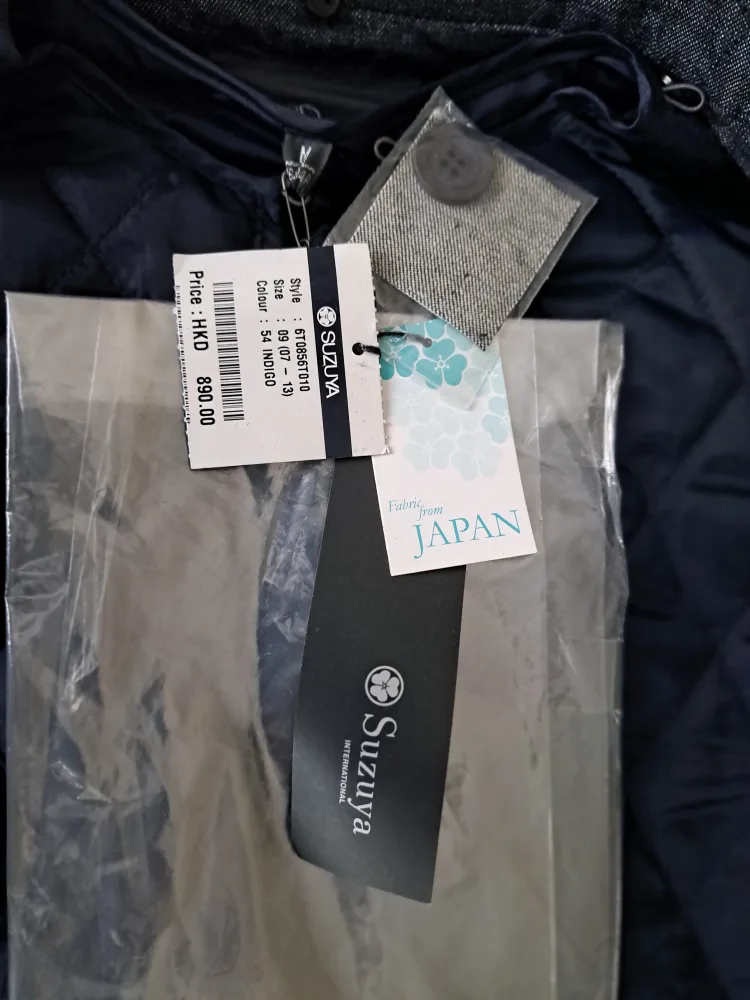 SUZUYA
Style : 6T0856T010
Size : 09 (07 – 13)
Colour : 54 INDIGO
Price : HKD 890.00
Fabric
from
JAPAN
Suzuya
INTERNATIONAL